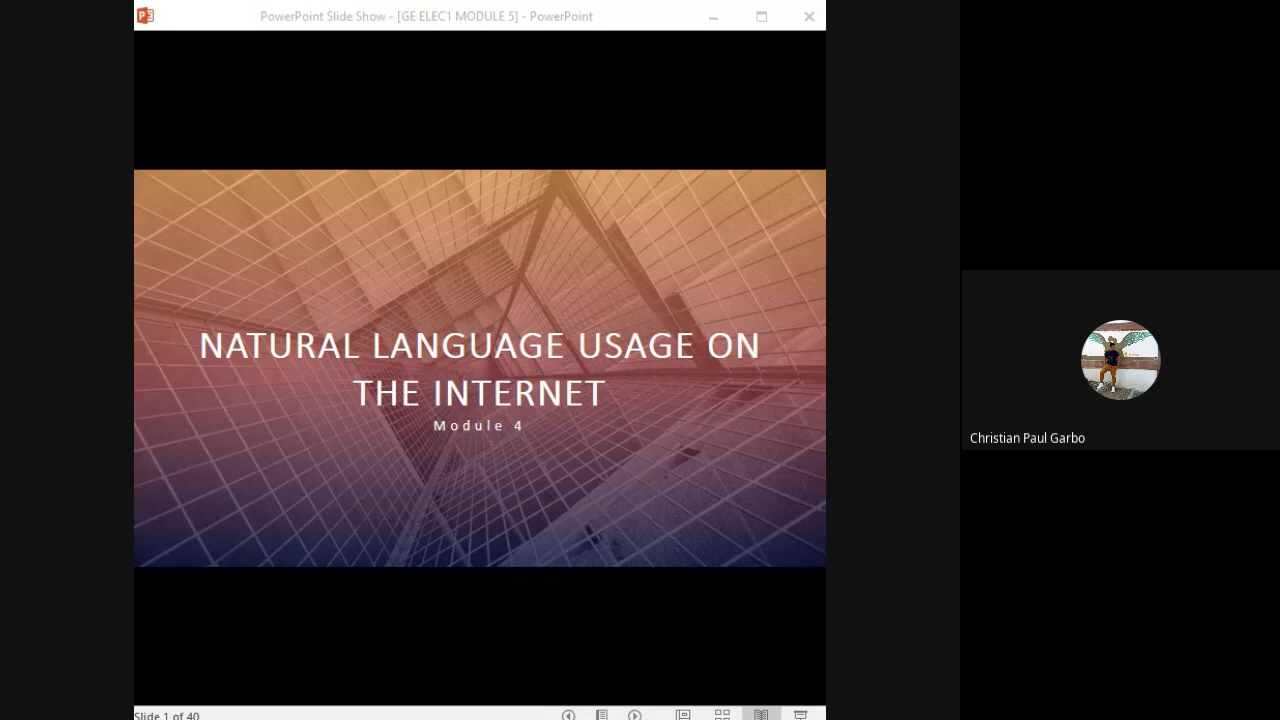 PowerPoint Slide Show - [GE ELEC1 MODULE 5] - PowerPoint
NATURAL LANGUAGE USAGE ON
THE INTERNET
Module 4
Christian Paul Garbo
Slide 1 of 40